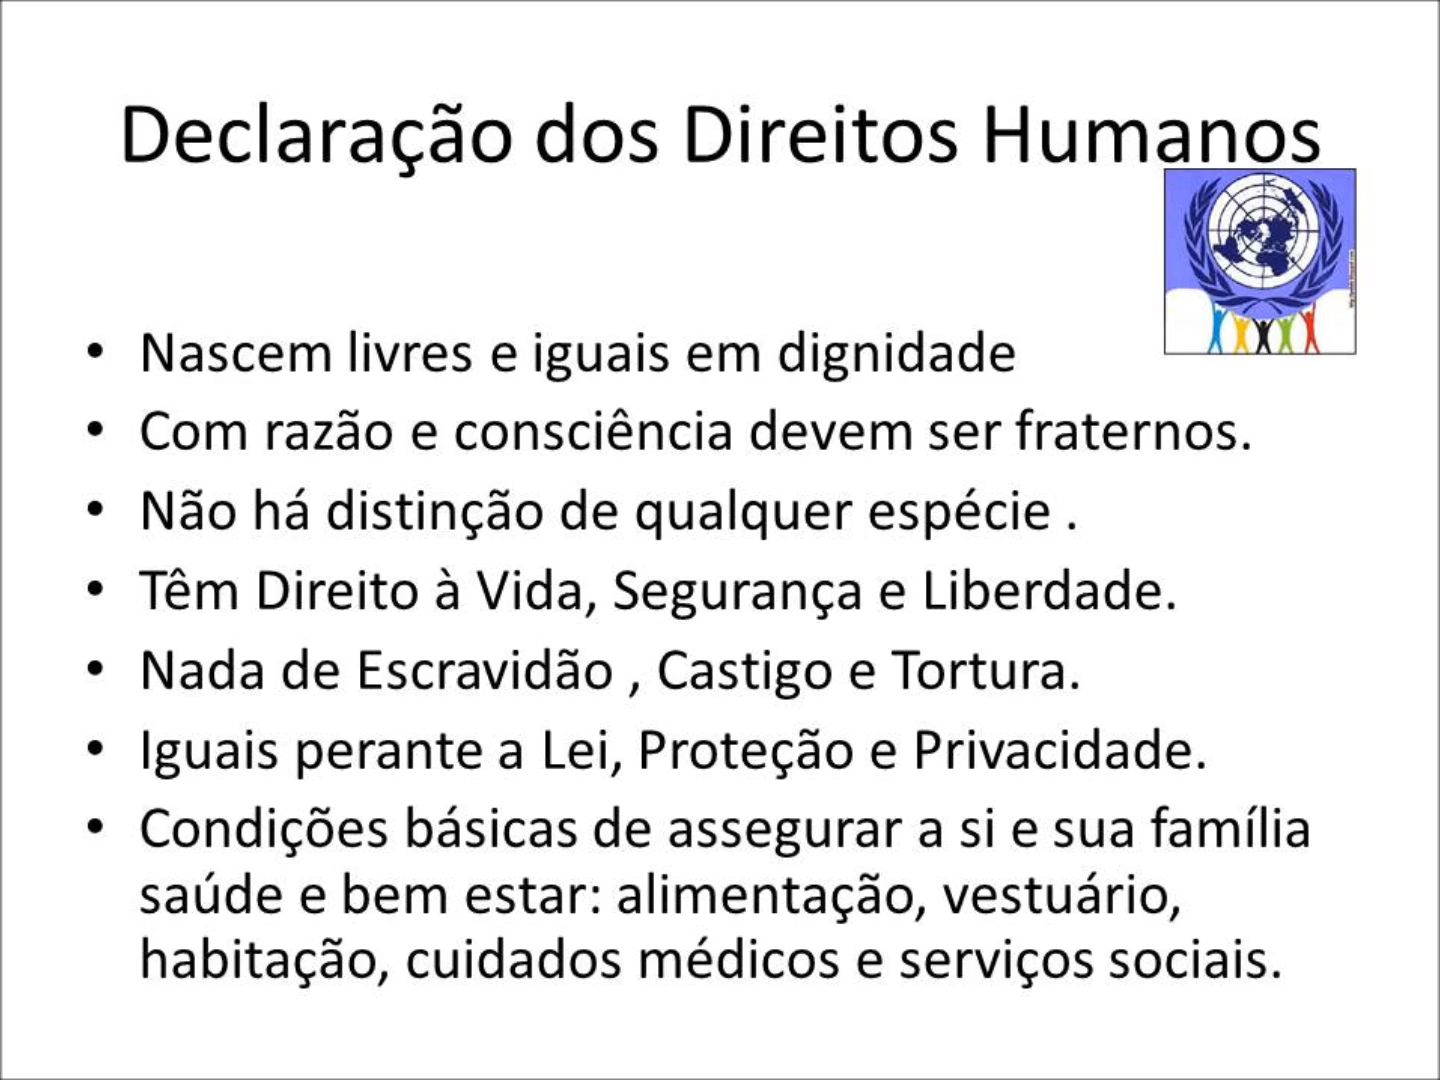 Declaração dos Direitos Humanos
• Nascem livres e iguais em dignidade
• Com razão e consciência devem ser fraternos.
• Não há distinção de qualquer espécie .
• Têm Direito à Vida, Segurança e Liberdade.
• Nada de Escravidão , Castigo e Tortura.
• Iguais perante a Lei, Proteção e Privacidade.
• Condições básicas de assegurar a si e sua família
saúde e bem estar: alimentação, vestuário,
habitação, cuidados médicos e serviços sociais.